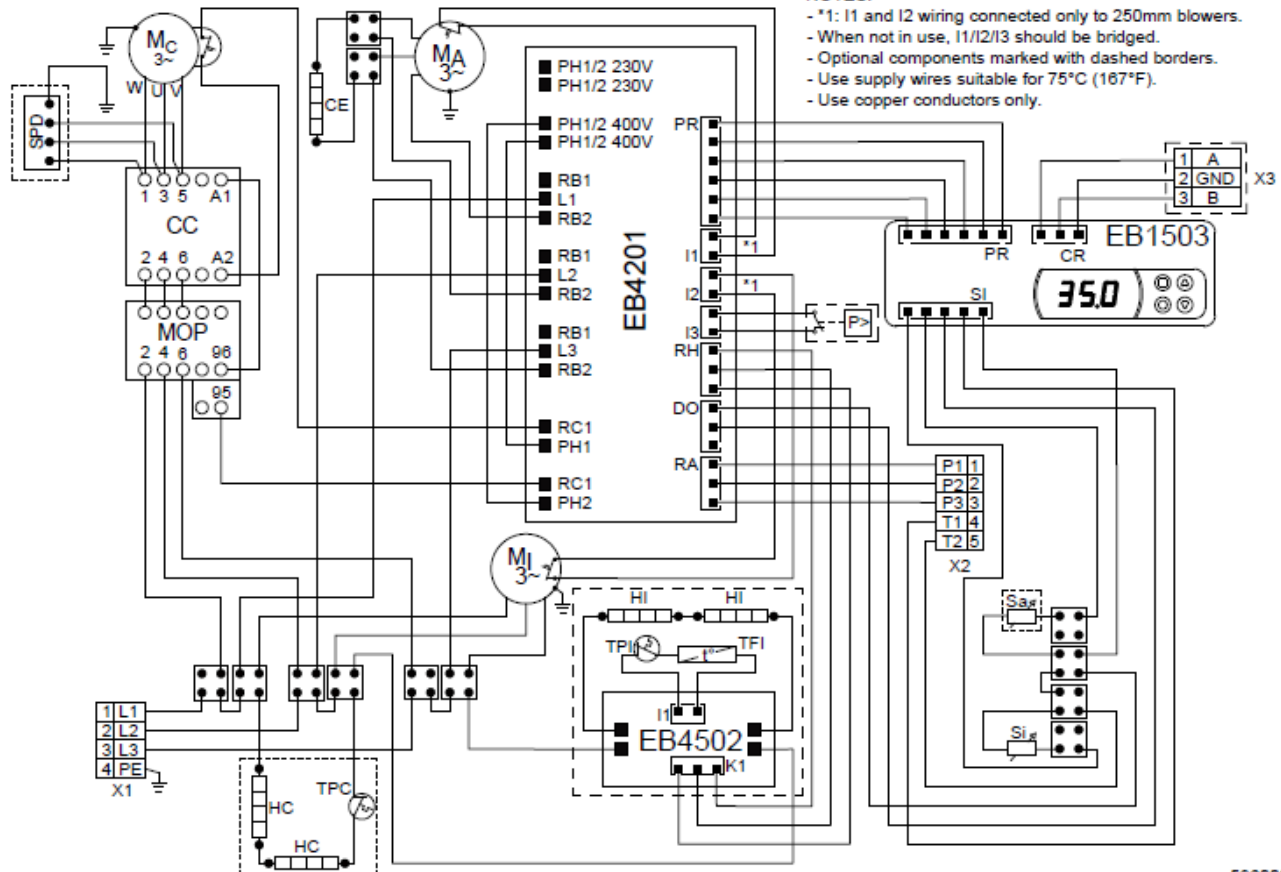 - *1: I1 and I2 wiring connected only to 250mm blowers.
- When not in use, I1/I2/I3 should be bridged.
- Optional components marked with dashed borders.
- Use supply wires suitable for 75°C (167°F).
- Use copper conductors only.
MC
3~
W U V
SPD
1 3 5 A1
CC
2 4 6 A2
MOP
2 4 6 96
95
CE
MA
3~
EB4201
PH1/2 230V
PH1/2 230V
PH1/2 400V
PH1/2 400V
RB1
L1
RB2
RB1
L2
RB2
RB1
L3
RB2
RC1
PH1
RC1
PH2
PR
I1
*1
I2
*1
I3
RH
DO
RA
P>
1 A
2 GND
3 B
X3
EB1503
PR
CR
SI
35.0
P1 1
P2 2
P3 3
T1 4
T2 5
X2
Sa
Si
MI
3~
HI
HI
TPI
t°
TFI
I1
EB4502
K1
1 L1
2 L2
3 L3
4 PE
X1
TPC
HC
HC